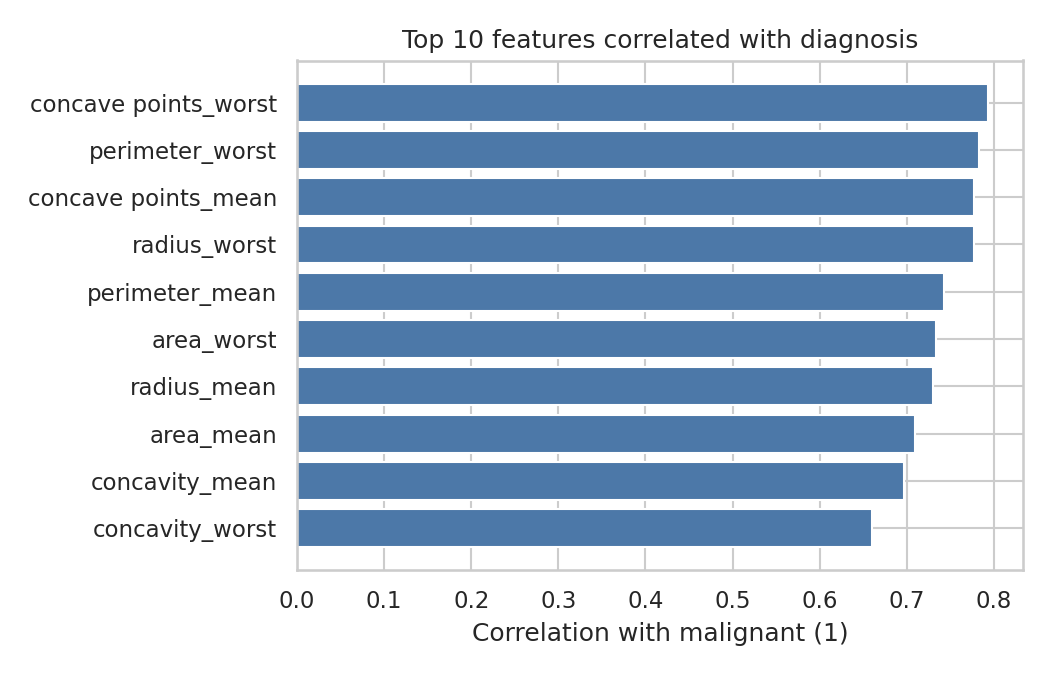 Top 10 features correlated with diagnosis
concave points_worst
perimeter_worst
concave points_mean
radius_worst
perimeter_mean
area_worst
radius_mean
area_mean
concavity_mean
concavity_worst
0.0 0.1 0.2 0.3 0.4 0.5 0.6 0.7 0.8
Correlation with malignant (1)